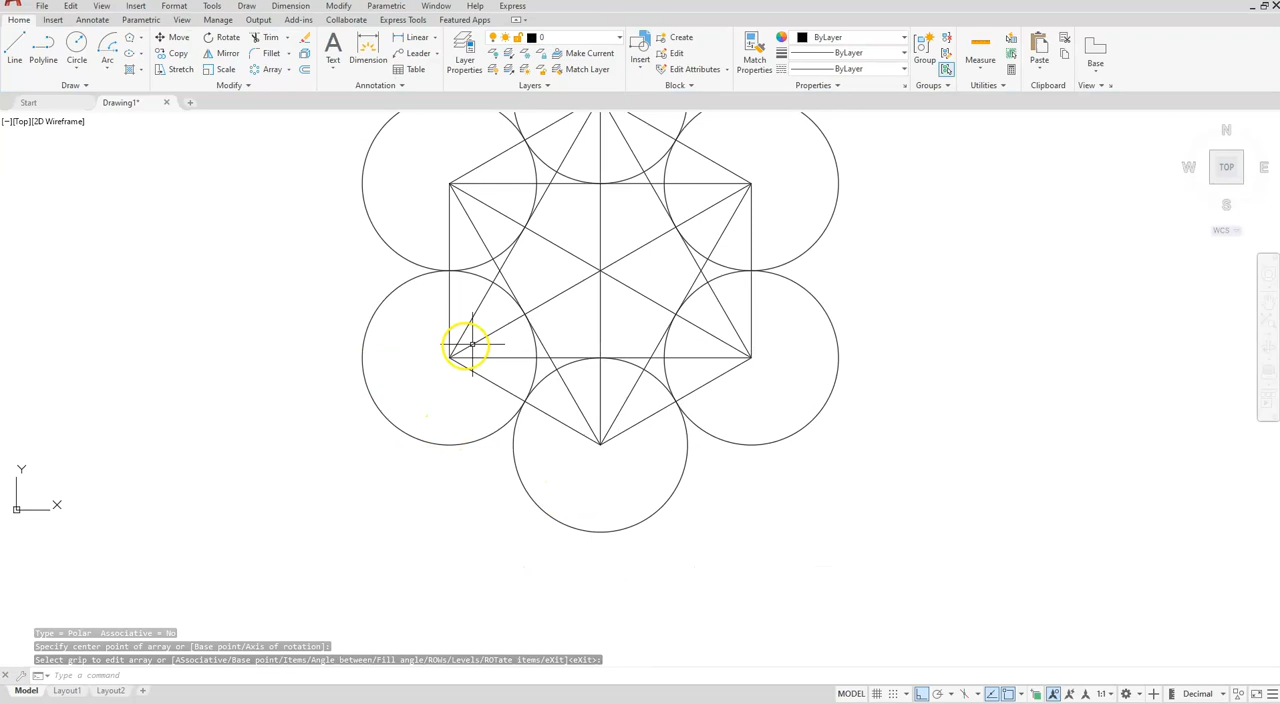 File Edit View Insert Format Tools Draw Dimension Modify Parametric Window Help Express
Home Insert Annotate Parametric View Manage Output Add-ins Collaborate Express Tools Featured Apps
Line Polyline Circle Arc
Move Rotate Trim
Copy Mirror Fillet
Stretch Scale Array
Text Dimension
Linear
Leader
Table
Layer Properties
0
Make Current
Match Layer
Insert
Create
Edit
Edit Attributes
Match Properties
ByLayer
ByLayer
ByLayer
Group
Measure
Paste
Base
Draw Modify Annotation Layers Block Properties Groups Utilities Clipboard View
Start Drawing1*
[−][Top][2D Wireframe]
N
W TOP E
S
WCS
Y
X
Type = Polar Associative = No
Specify center point of array or [Base point/Axis of rotation]:
Select grip to edit array or [ASsociative/Base point/Items/Angle between/Fill angle/ROWs/Levels/ROTate items/eXit]<eXit>:
Type a command
Model Layout1 Layout2 +
MODEL 1:1 Decimal